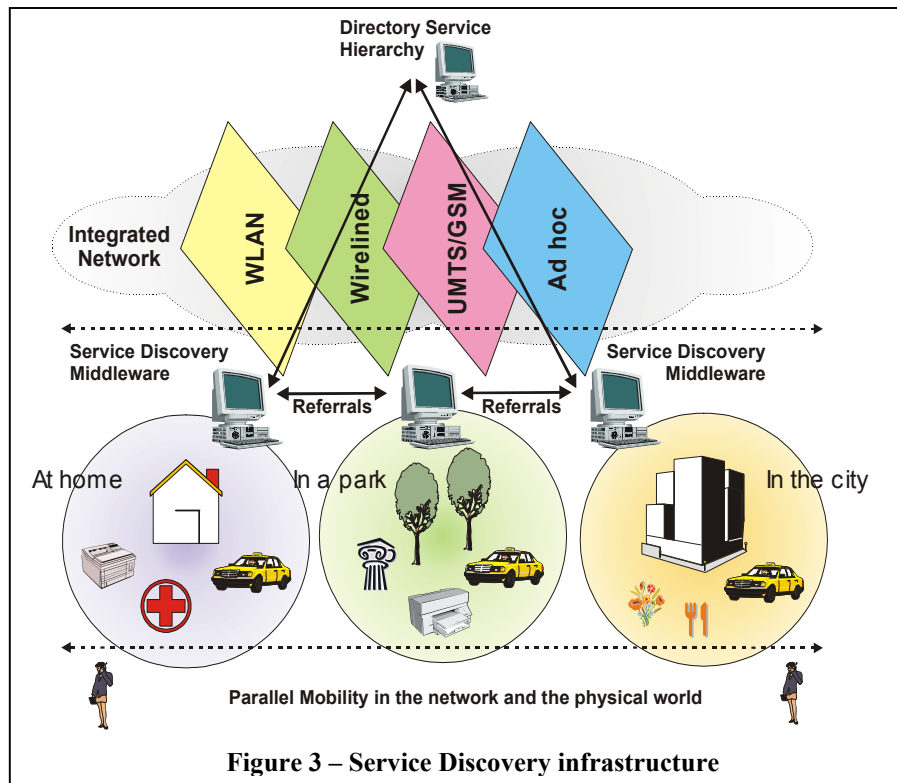 Directory Service
Hierarchy
Integrated
Network
WLAN
Wirelined
UMTS/GSM
Ad hoc
Service Discovery
Middleware
Service Discovery
Middleware
Referrals
Referrals
At home
In a park
In the city
Parallel Mobility in the network and the physical world
Figure 3 – Service Discovery infrastructure